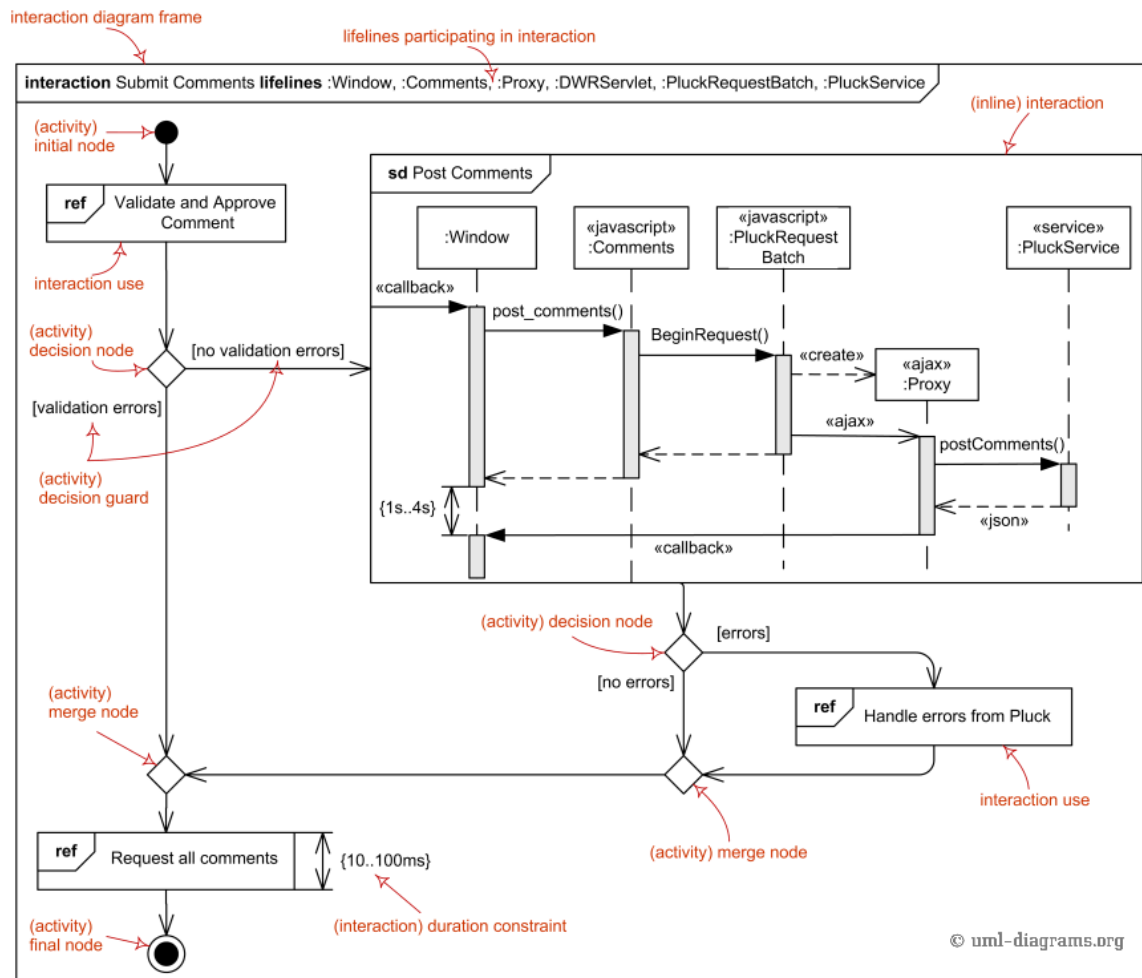 interaction diagram frame
lifelines participating in interaction
interaction Submit Comments lifelines :Window, :Comments, :Proxy, :DWRServlet, :PluckRequestBatch, :PluckService
(inline) interaction
(activity)
initial node
sd Post Comments
ref
Validate and Approve
Comment
:Window
«javascript»
:Comments
«javascript»
:PluckRequest
Batch
«service»
:PluckService
interaction use
«callback»
post_comments()
(activity)
decision node
[no validation errors]
BeginRequest()
«create»
«ajax»
:Proxy
[validation errors]
«ajax»
postComments()
(activity)
decision guard
{1s..4s}
«json»
«callback»
(activity) decision node
[errors]
[no errors]
(activity)
merge node
ref
Handle errors from Pluck
interaction use
ref
Request all comments
{10..100ms}
(activity) merge node
(activity)
final node
(interaction) duration constraint
© uml-diagrams.org